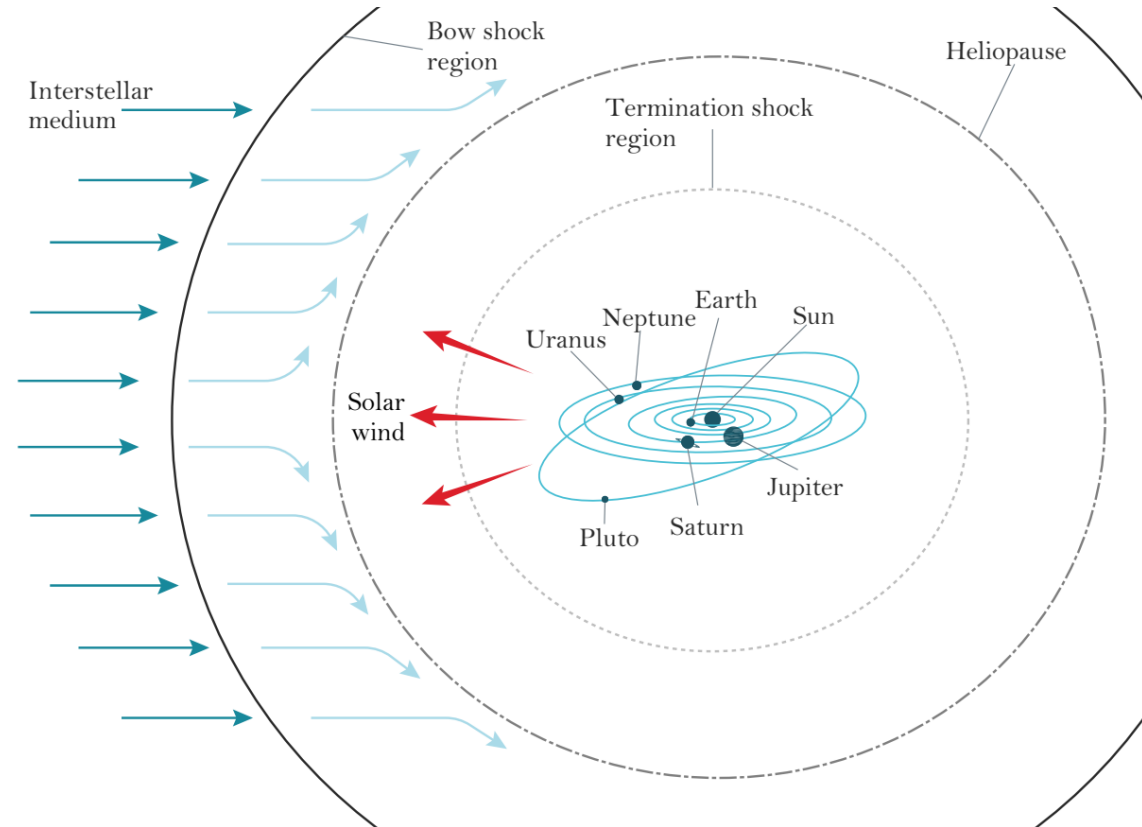 Bow shock
region
Heliopause
Interstellar
medium
Termination shock
region
Earth
Neptune
Sun
Uranus
Solar
wind
Jupiter
Saturn
Pluto